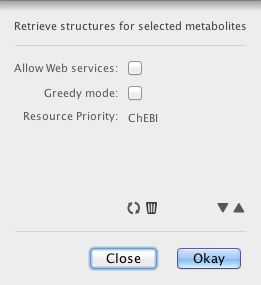 Retrieve structures for selected metabolites
Allow Web services:
Greedy mode:
Resource Priority: ChEBI
Close Okay